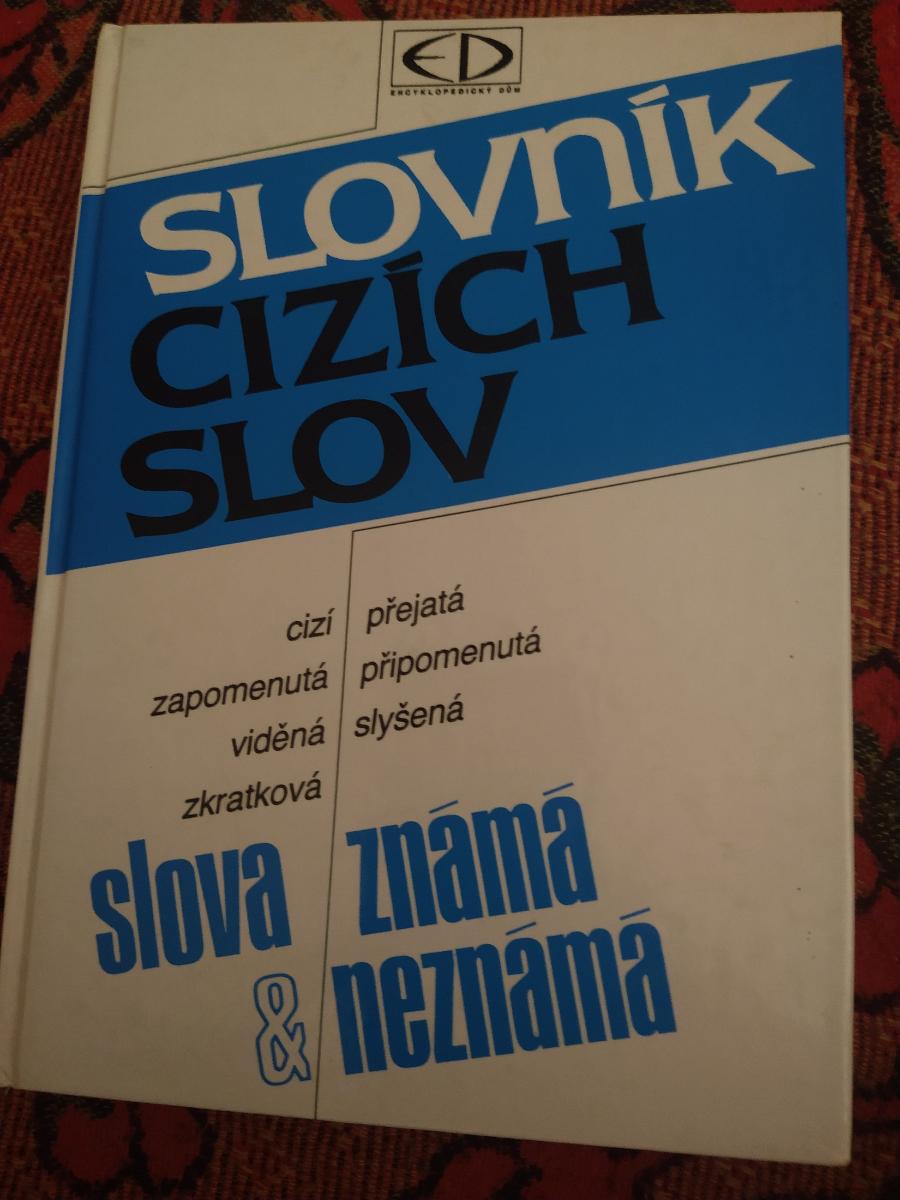 ED
ENCYKLOPEDICKÝ DŮM
SLOVNÍK
CIZÍCH
SLOV
cizí přejatá
zapomenutá připomenutá
viděná slyšená
zkratková
slova známá
& neznámá